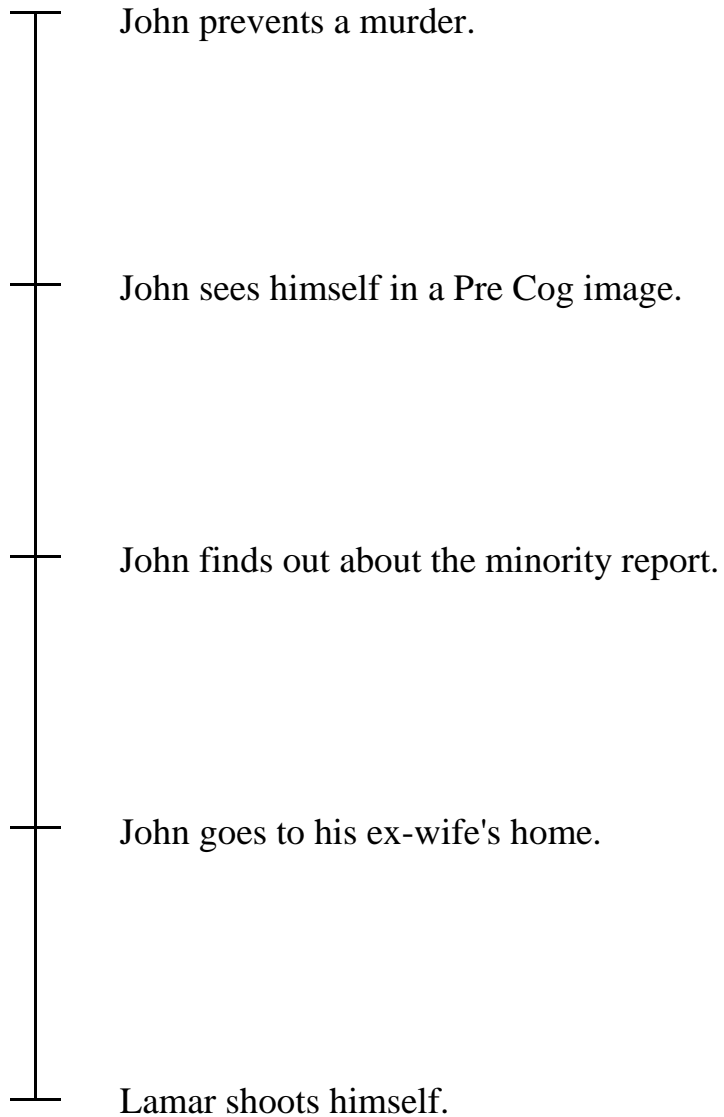 John prevents a murder.
John sees himself in a Pre Cog image.
John finds out about the minority report.
John goes to his ex-wife's home.
Lamar shoots himself.